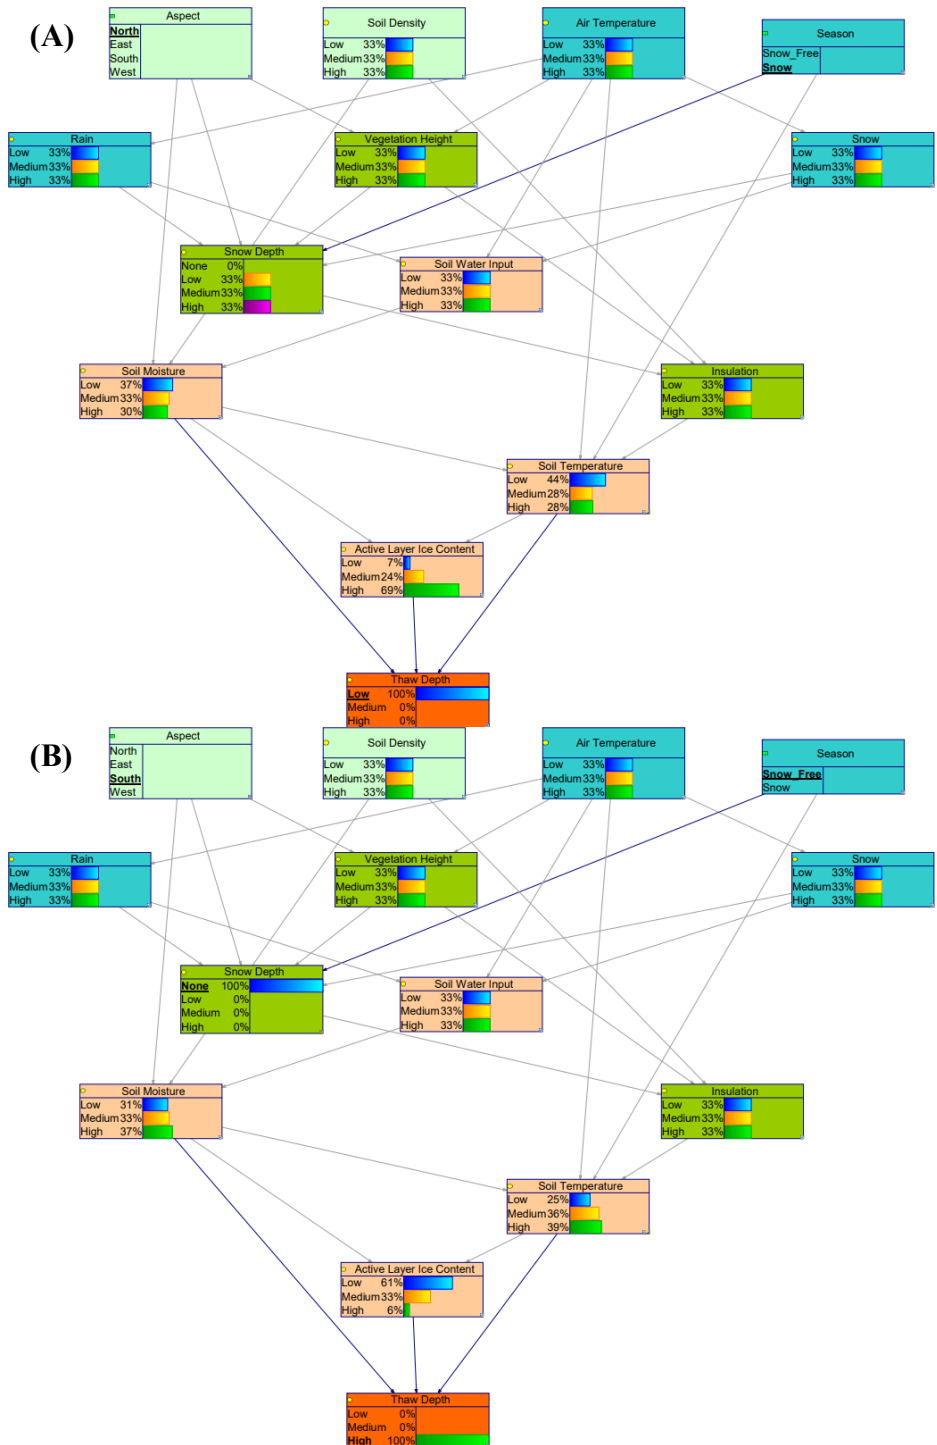 (A)
Aspect
North
East
South
West
Soil Density
Low 33%
Medium 33%
High 33%
Air Temperature
Low 33%
Medium 33%
High 33%
Season
Snow_Free
Snow
Rain
Low 33%
Medium 33%
High 33%
Vegetation Height
Low 33%
Medium 33%
High 33%
Snow
Low 33%
Medium 33%
High 33%
Snow Depth
None 0%
Low 33%
Medium 33%
High 33%
Soil Water Input
Low 33%
Medium 33%
High 33%
Soil Moisture
Low 37%
Medium 33%
High 30%
Insulation
Low 33%
Medium 33%
High 33%
Soil Temperature
Low 44%
Medium 28%
High 28%
Active Layer Ice Content
Low 7%
Medium 24%
High 69%
Thaw Depth
Low 100%
Medium 0%
High 0%
(B)
Aspect
North
East
South
West
Soil Density
Low 33%
Medium 33%
High 33%
Air Temperature
Low 33%
Medium 33%
High 33%
Season
Snow_Free
Snow
Rain
Low 33%
Medium 33%
High 33%
Vegetation Height
Low 33%
Medium 33%
High 33%
Snow
Low 33%
Medium 33%
High 33%
Snow Depth
None 100%
Low 0%
Medium 0%
High 0%
Soil Water Input
Low 33%
Medium 33%
High 33%
Soil Moisture
Low 31%
Medium 33%
High 37%
Insulation
Low 33%
Medium 33%
High 33%
Soil Temperature
Low 25%
Medium 36%
High 39%
Active Layer Ice Content
Low 61%
Medium 33%
High 6%
Thaw Depth
Low 0%
Medium 0%
High 100%